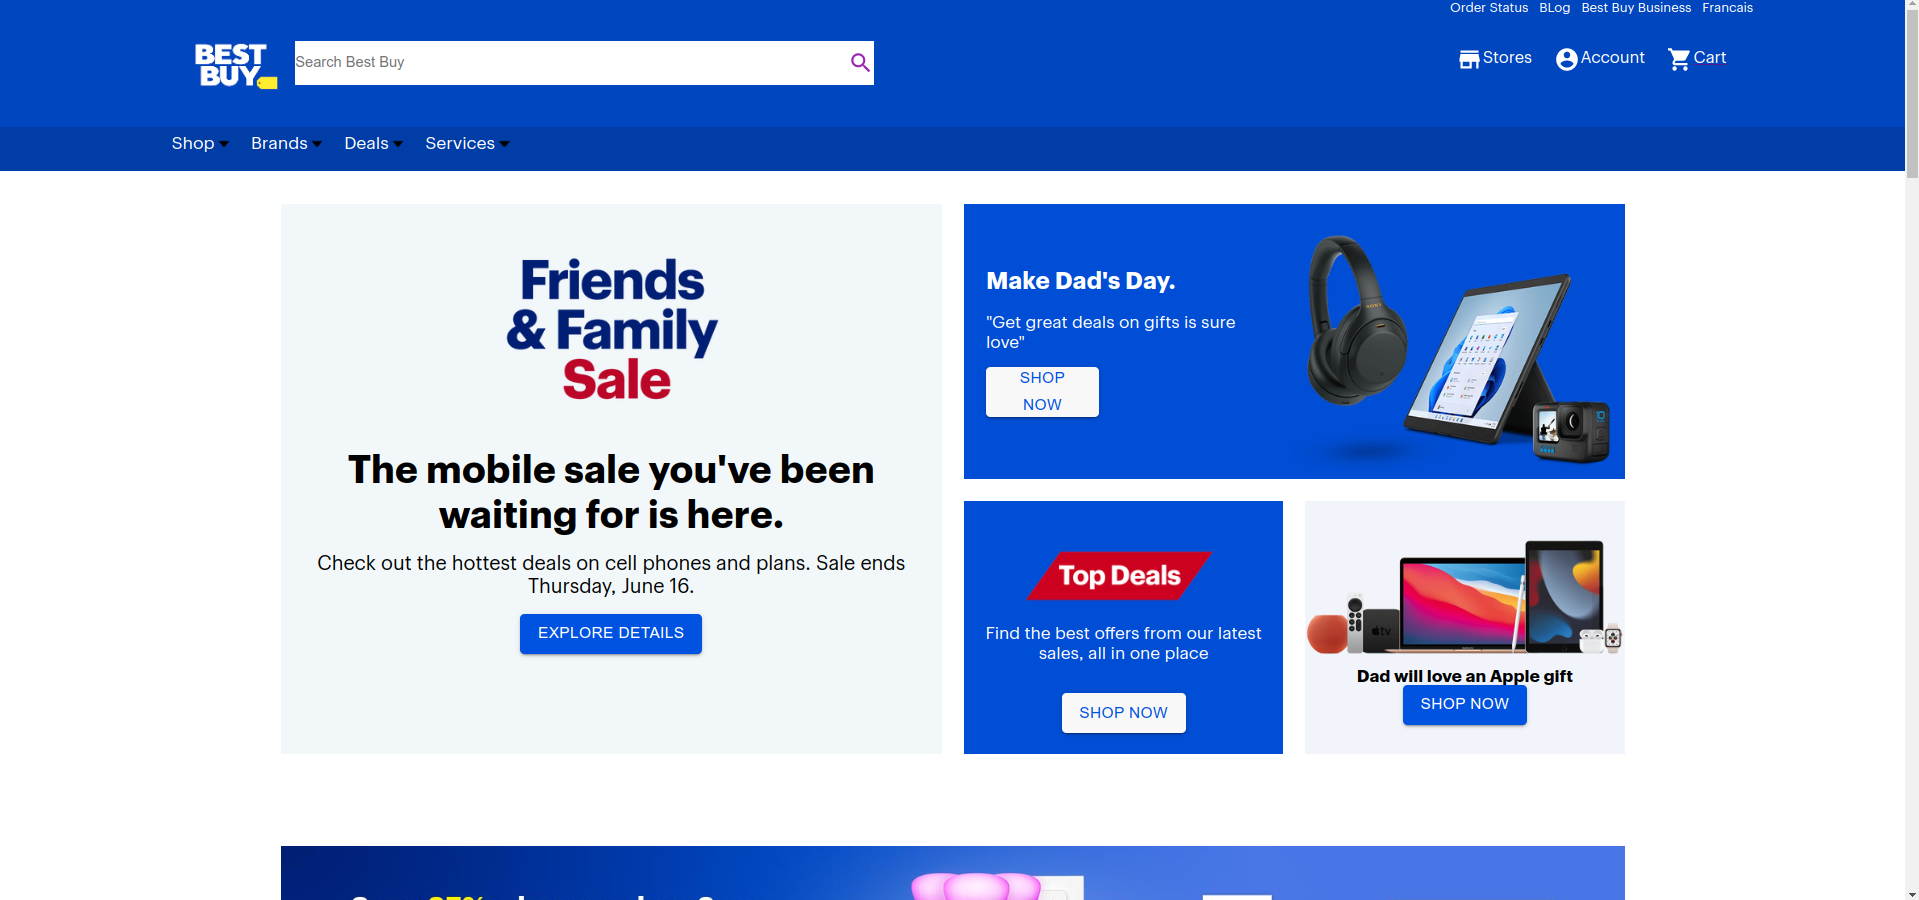 Order Status BLog Best Buy Business Francais
BEST
BUY
Search Best Buy
Stores Account Cart
Shop Brands Deals Services
Friends
& Family
Sale
The mobile sale you've been
waiting for is here.
Check out the hottest deals on cell phones and plans. Sale ends
Thursday, June 16.
EXPLORE DETAILS
Make Dad's Day.
"Get great deals on gifts is sure
love"
SHOP
NOW
SONY
10
Top Deals
Find the best offers from our latest
sales, all in one place
SHOP NOW
tv
Dad will love an Apple gift
SHOP NOW